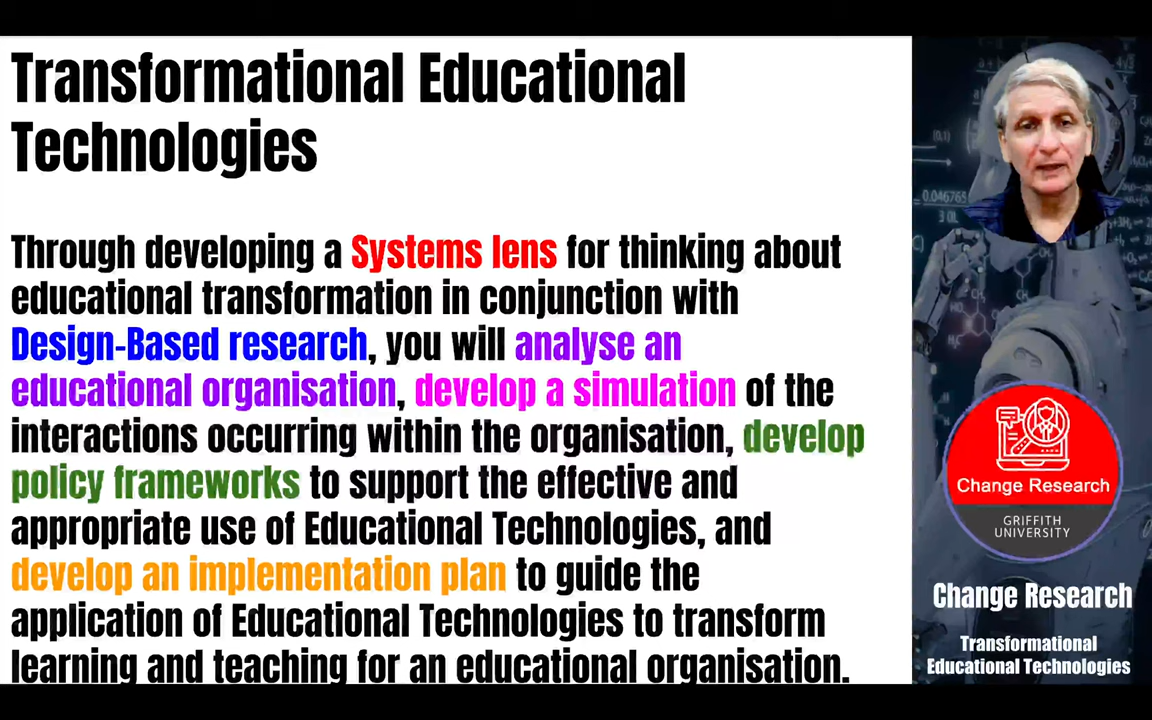 Transformational Educational
Technologies
Through developing a Systems lens for thinking about
educational transformation in conjunction with
Design-Based research, you will analyse an
educational organisation, develop a simulation of the
interactions occurring within the organisation, develop
policy frameworks to support the effective and
appropriate use of Educational Technologies, and
develop an implementation plan to guide the
application of Educational Technologies to transform
learning and teaching for an educational organisation.
0.046765
Change Research
GRIFFITH
UNIVERSITY
Change Research
Transformational
Educational Technologies